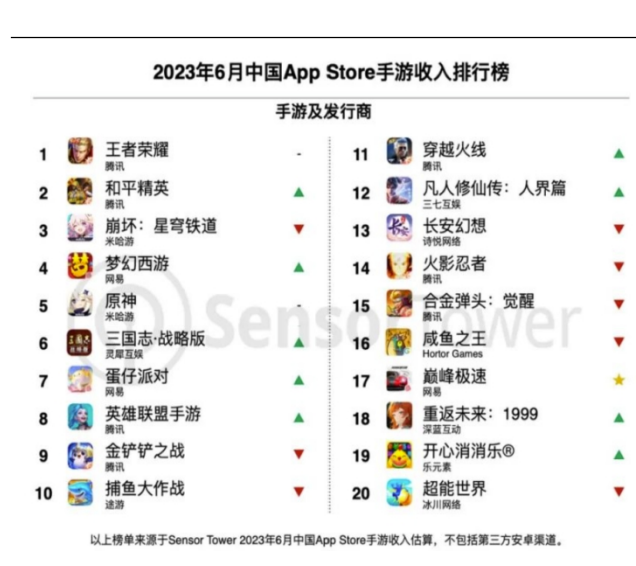 2023年6月中国App Store手游收入排行榜
手游及发行商
1 王者荣耀 -
腾讯
2 和平精英 ▲
腾讯
3 崩坏：星穹铁道 ▼
米哈游
4 梦幻西游 ▲
网易
5 原神 -
米哈游
6 三国志·战略版 ▲
灵犀互娱
7 蛋仔派对 ▲
网易
8 英雄联盟手游 ▲
腾讯
9 金铲铲之战 ▼
腾讯
10 捕鱼大作战 ▼
途游
11 穿越火线 ▲
腾讯
12 凡人修仙传：人界篇 ▲
三七互娱
13 长安幻想 ▼
诗悦网络
14 火影忍者 ▼
腾讯
15 合金弹头：觉醒 ▼
腾讯
16 咸鱼之王 ▼
Hortor Games
17 巅峰极速 ★
网易
18 重返未来：1999 ▲
深蓝互动
19 开心消消乐® ▲
乐元素
20 超能世界 ▼
冰川网络
SensorTower
以上榜单来源于Sensor Tower 2023年6月中国App Store手游收入估算，不包括第三方安卓渠道。